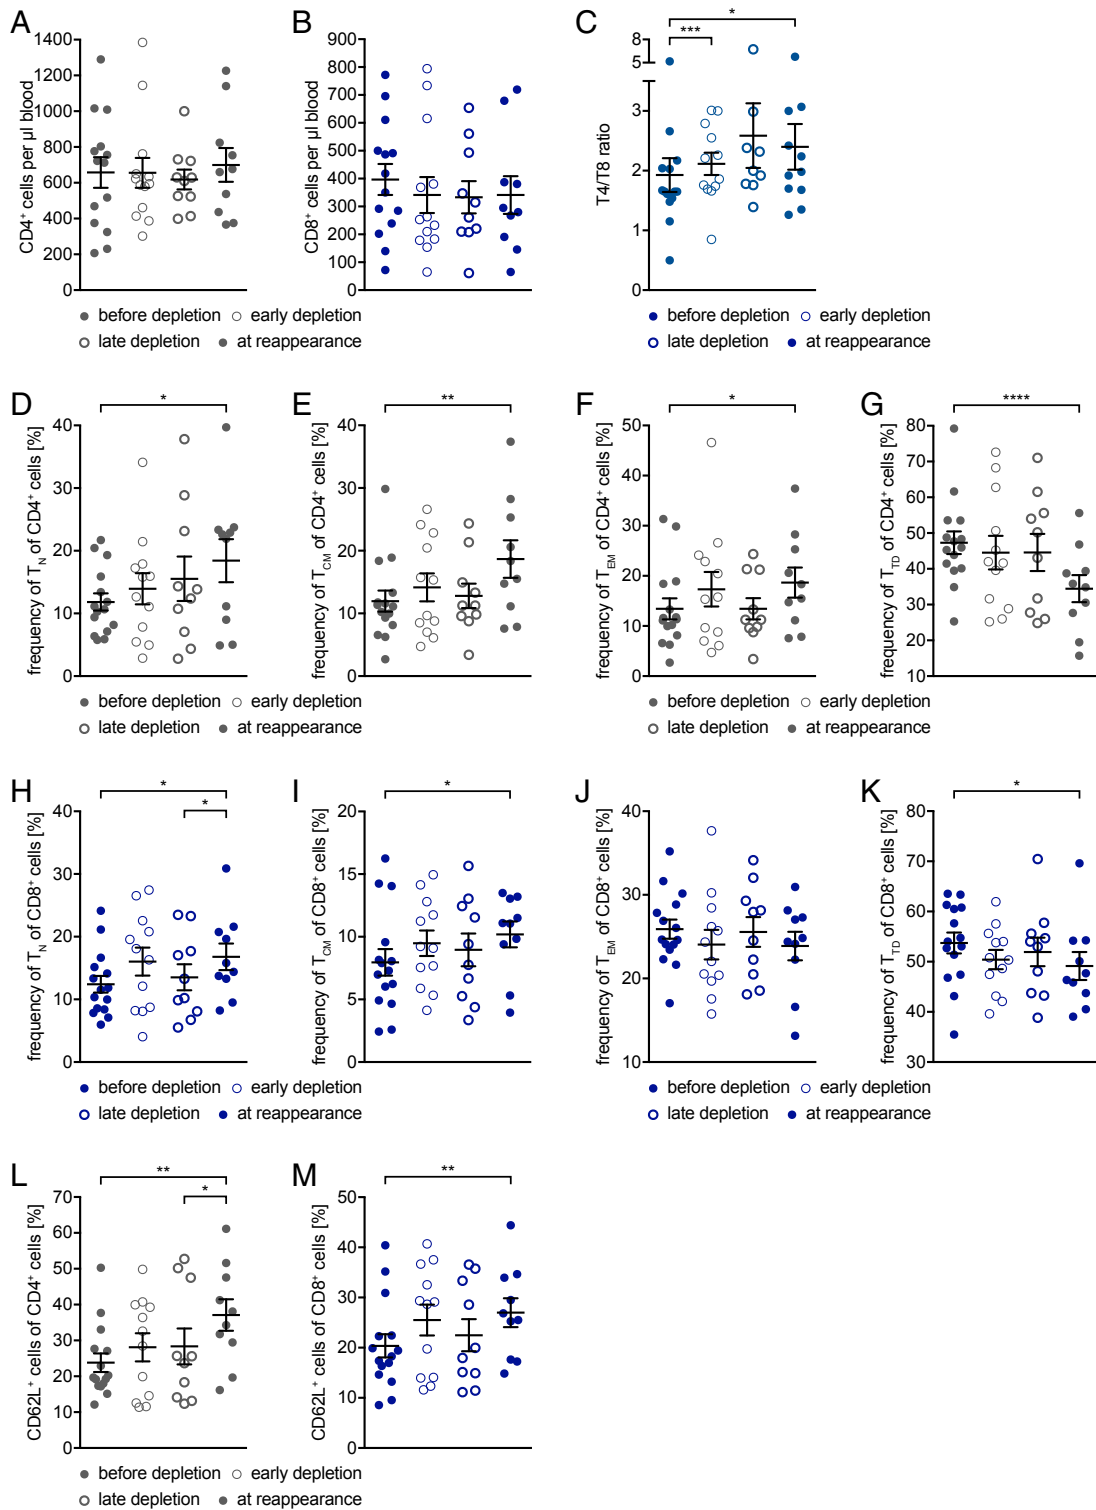 A
B
C
CD4⁺ cells per µl blood
1400
1200
1000
800
600
400
200
0
CD8⁺ cells per µl blood
900
800
700
600
500
400
300
200
100
0
T4/T8 ratio
8
5
3
2
1
0
***
*
before depletion early depletion
late depletion at reappearance
before depletion early depletion
late depletion at reappearance
D
E
F
G
frequency of T_N of CD4⁺ cells [%]
40
30
20
10
0
*
frequency of T_CM of CD4⁺ cells [%]
40
30
20
10
0
**
frequency of T_EM of CD4⁺ cells [%]
50
40
30
20
10
0
*
frequency of T_TD of CD4⁺ cells [%]
80
70
60
50
40
30
20
10
****
before depletion early depletion
late depletion at reappearance
before depletion early depletion
late depletion at reappearance
H
I
J
K
frequency of T_N of CD8⁺ cells [%]
40
30
20
10
0
*
*
frequency of T_CM of CD8⁺ cells [%]
20
15
10
5
0
*
frequency of T_EM of CD8⁺ cells [%]
40
30
20
10
frequency of T_TD of CD8⁺ cells [%]
80
70
60
50
40
30
*
before depletion early depletion
late depletion at reappearance
before depletion early depletion
late depletion at reappearance
L
M
CD62L⁺ cells of CD4⁺ cells [%]
70
60
50
40
30
20
10
0
**
*
CD62L⁺ cells of CD8⁺ cells [%]
50
40
30
20
10
0
**
before depletion early depletion
late depletion at reappearance